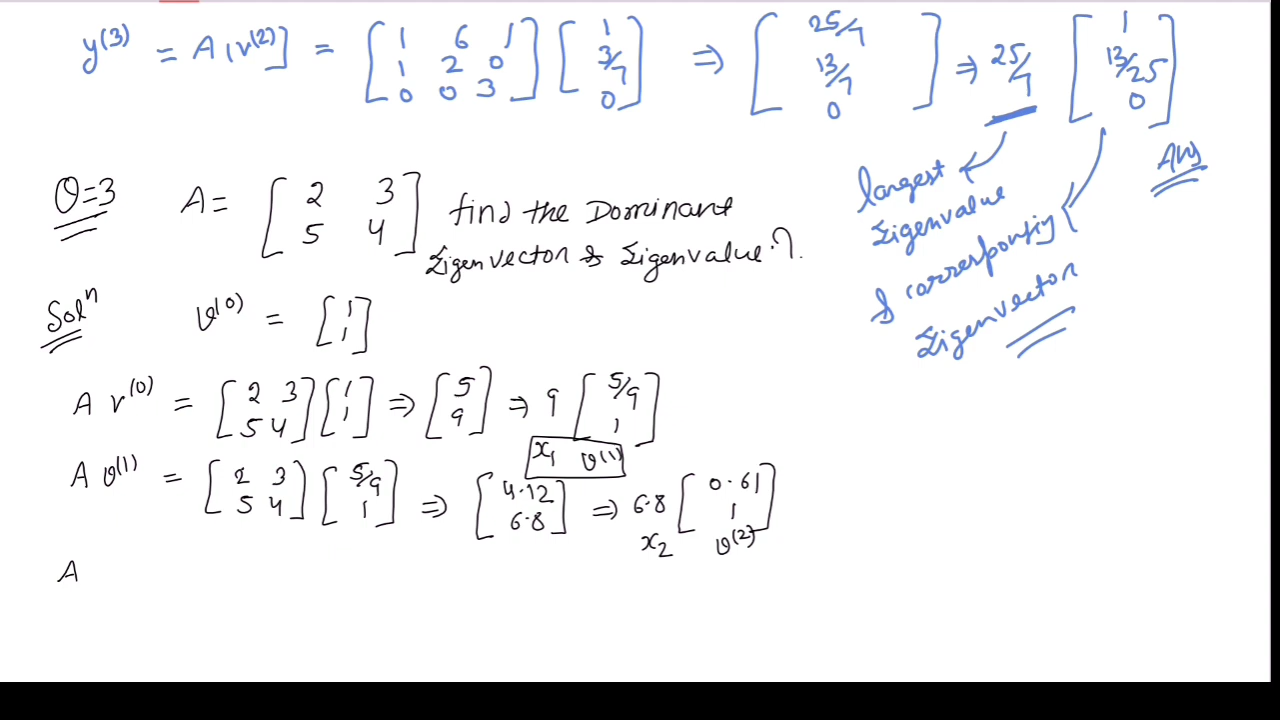 y(3) = A[v(2)] = [1 6 1 1 2 0 0 0 3] [1 3/7 0] ⇒ [25/7 13/7 0] ⇒ 25/7 [1 13/25 0]
Ans
largest
Eigenvalue
& corresponfiy
Eigenvector
Q=3 A= [2 3 5 4] find the Dominant
Eigenvector & Eigenvalue ?.
Solⁿ v(0) = [1 1]
A v(0) = [2 3 5 4] [1 1] ⇒ [5 9] ⇒ 9 [5/9 1]
x1 v(1)
A v(1) = [2 3 5 4] [5/9 1] ⇒ [4.12 6.8] ⇒ 6.8 [0.61 1]
x2 v(2)
A